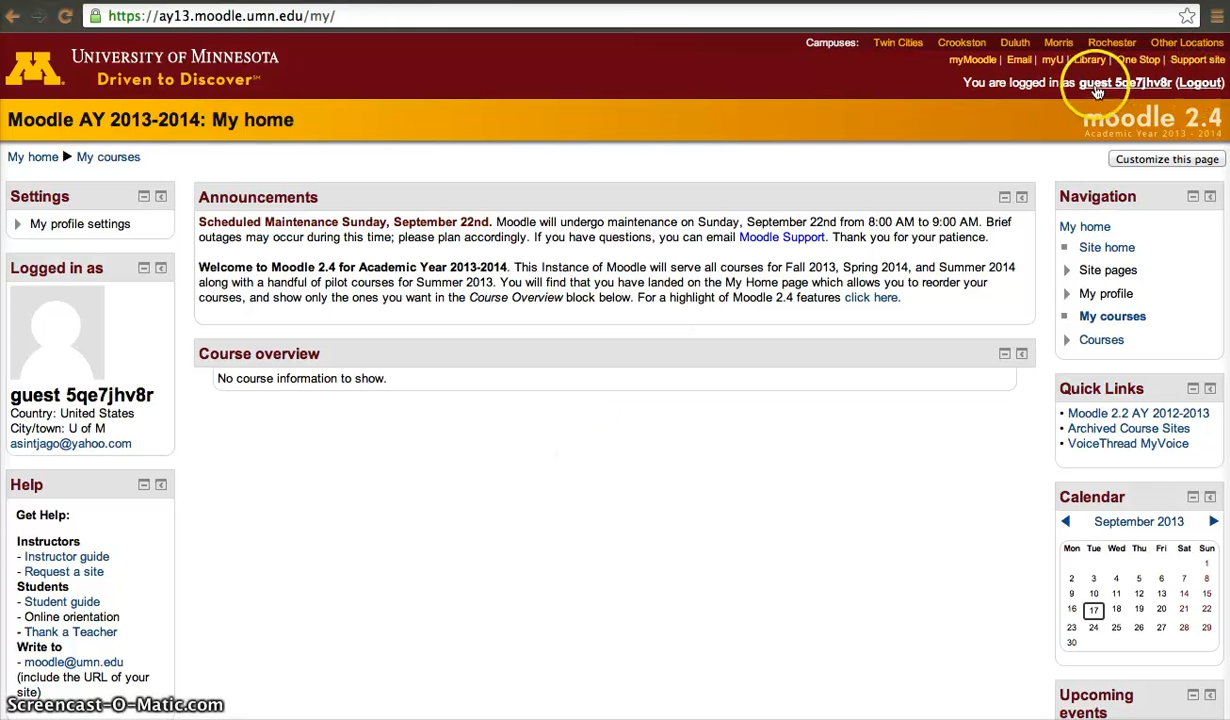 https://ay13.moodle.umn.edu/my/
Campuses: Twin Cities Crookston Duluth Morris Rochester Other Locations
UNIVERSITY OF MINNESOTA
Driven to Discover℠
myMoodle | Email | myU | Library | One Stop | Support site
You are logged in as guest 5qe7jhv8r (Logout)
Moodle AY 2013-2014: My home
moodle 2.4
Academic Year 2013 - 2014
My home ► My courses
Customize this page
Settings
My profile settings
Logged in as
guest 5qe7jhv8r
Country: United States
City/town: U of M
asintjago@yahoo.com
Help
Get Help:
Instructors
- Instructor guide
- Request a site
Students
- Student guide
- Online orientation
- Thank a Teacher
Write to
- moodle@umn.edu
(include the URL of your
site)
Announcements
Scheduled Maintenance Sunday, September 22nd. Moodle will undergo maintenance on Sunday, September 22nd from 8:00 AM to 9:00 AM. Brief
outages may occur during this time; please plan accordingly. If you have questions, you can email Moodle Support. Thank you for your patience.
Welcome to Moodle 2.4 for Academic Year 2013-2014. This Instance of Moodle will serve all courses for Fall 2013, Spring 2014, and Summer 2014
along with a handful of pilot courses for Summer 2013. You will find that you have landed on the My Home page which allows you to reorder your
courses, and show only the ones you want in the Course Overview block below. For a highlight of Moodle 2.4 features click here.
Course overview
No course information to show.
Navigation
My home
Site home
Site pages
My profile
My courses
Courses
Quick Links
• Moodle 2.2 AY 2012-2013
• Archived Course Sites
• VoiceThread MyVoice
Calendar
September 2013
Mon Tue Wed Thu Fri Sat Sun
1
2 3 4 5 6 7 8
9 10 11 12 13 14 15
16 17 18 19 20 21 22
23 24 25 26 27 28 29
30
Upcoming
events
Screencast-O-Matic.com